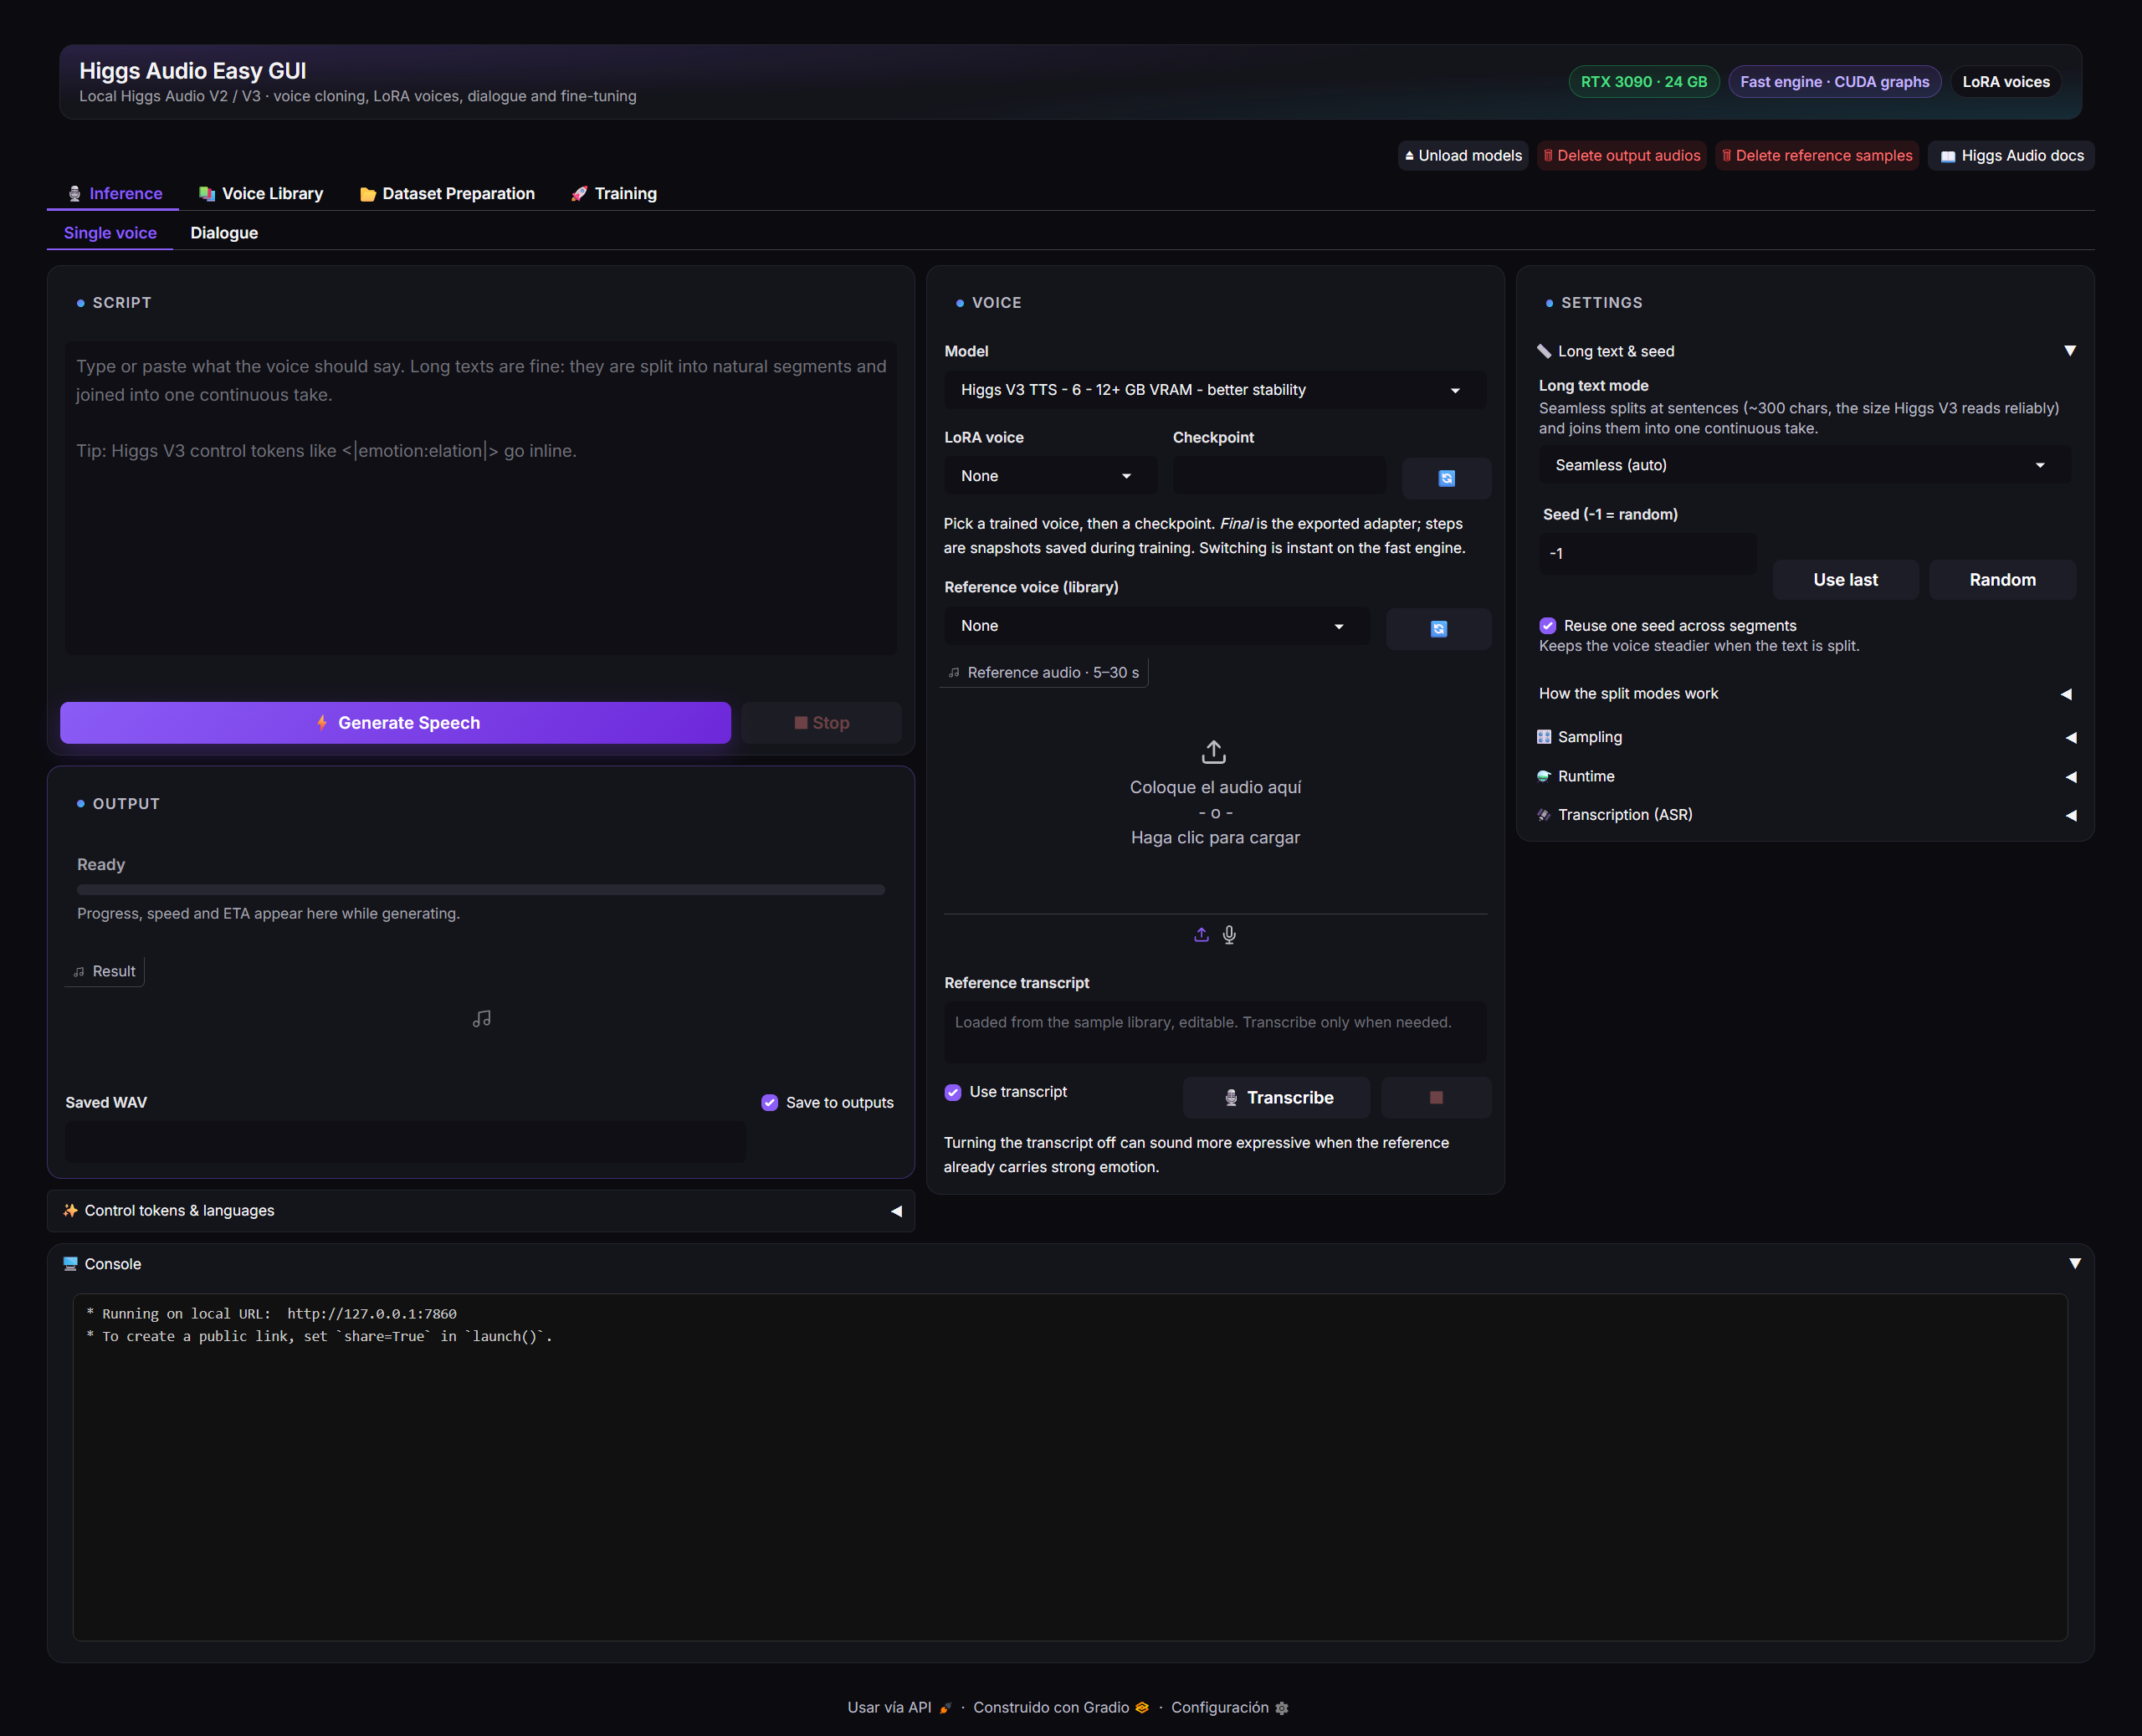 Higgs Audio Easy GUI
Local Higgs Audio V2 / V3 · voice cloning, LoRA voices, dialogue and fine-tuning
RTX 3090 · 24 GB
Fast engine · CUDA graphs
LoRA voices
Unload models
Delete output audios
Delete reference samples
Higgs Audio docs
Inference
Voice Library
Dataset Preparation
Training
Single voice
Dialogue
SCRIPT
Type or paste what the voice should say. Long texts are fine: they are split into natural segments and
joined into one continuous take.
Tip: Higgs V3 control tokens like <|emotion:elation|> go inline.
Generate Speech
Stop
OUTPUT
Ready
Progress, speed and ETA appear here while generating.
Result
Saved WAV
Save to outputs
Control tokens & languages
VOICE
Model
Higgs V3 TTS - 6 - 12+ GB VRAM - better stability
LoRA voice
Checkpoint
None
Pick a trained voice, then a checkpoint. Final is the exported adapter; steps
are snapshots saved during training. Switching is instant on the fast engine.
Reference voice (library)
None
Reference audio · 5–30 s
Coloque el audio aquí
- o -
Haga clic para cargar
Reference transcript
Loaded from the sample library, editable. Transcribe only when needed.
Use transcript
Transcribe
Turning the transcript off can sound more expressive when the reference
already carries strong emotion.
SETTINGS
Long text & seed
Long text mode
Seamless splits at sentences (~300 chars, the size Higgs V3 reads reliably)
and joins them into one continuous take.
Seamless (auto)
Seed (-1 = random)
-1
Use last
Random
Reuse one seed across segments
Keeps the voice steadier when the text is split.
How the split modes work
Sampling
Runtime
Transcription (ASR)
Console
* Running on local URL:  http://127.0.0.1:7860
* To create a public link, set `share=True` in `launch()`.
Usar vía API · Construido con Gradio · Configuración